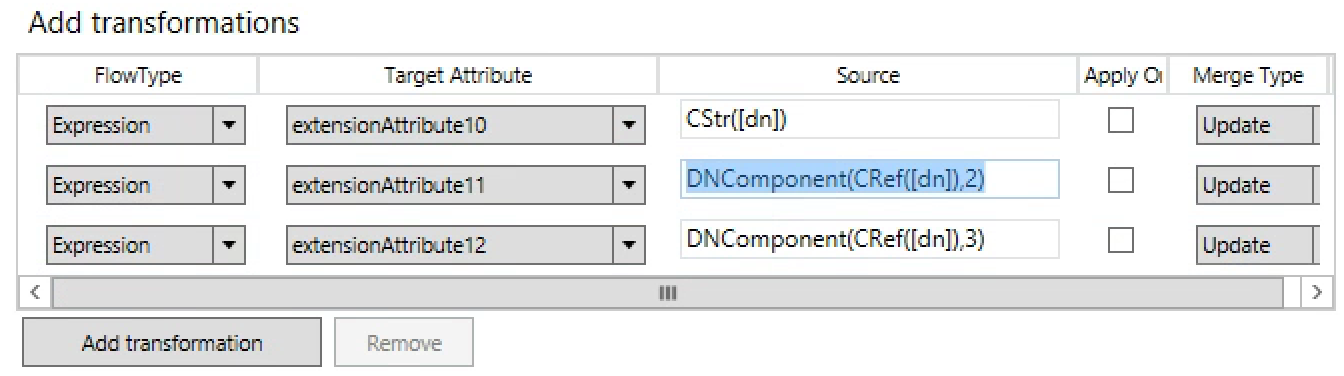 Add transformations
FlowType Target Attribute Source Apply O Merge Type
Expression extensionAttribute10 CStr([dn]) Update
Expression extensionAttribute11 DNComponent(CRef([dn]),2) Update
Expression extensionAttribute12 DNComponent(CRef([dn]),3) Update
Add transformation Remove